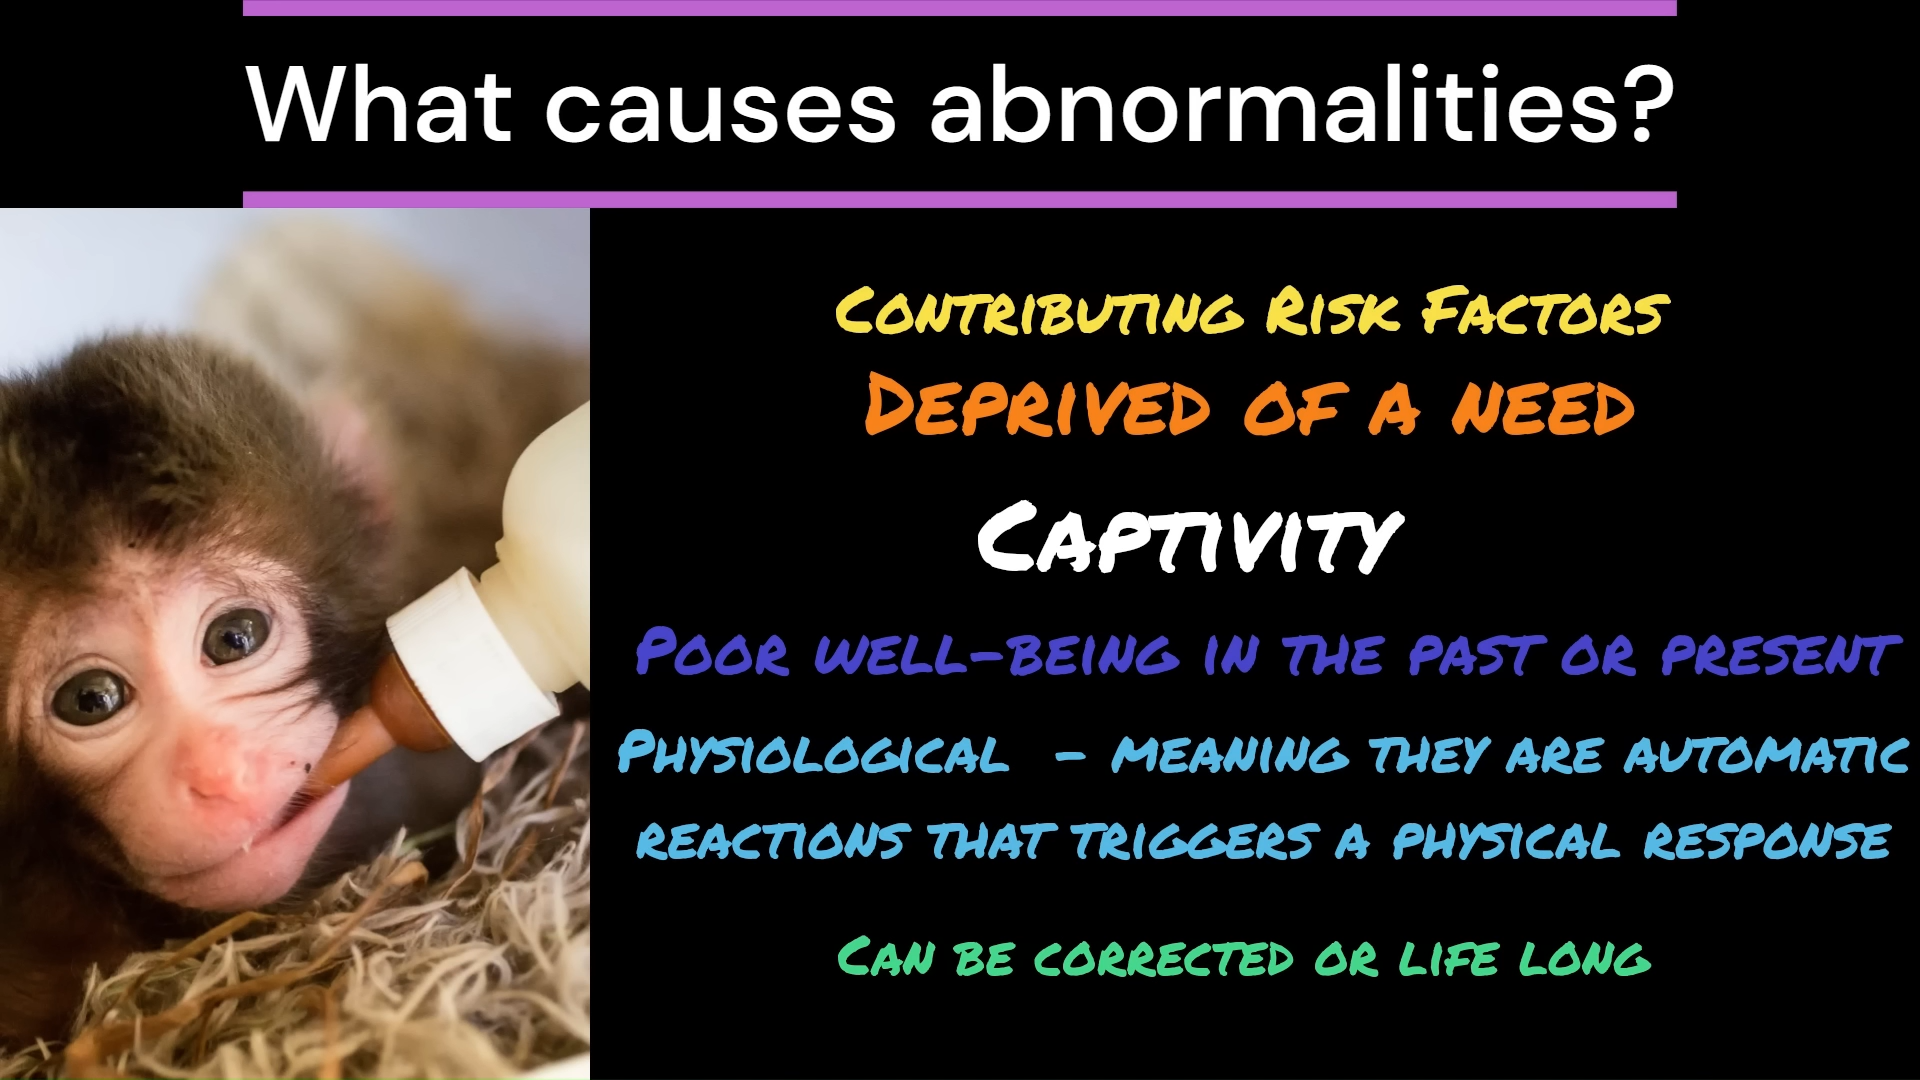 What causes abnormalities?
Contributing Risk Factors
Deprived of a need
Captivity
Poor well-being in the past or present
Physiological - meaning they are automatic
reactions that triggers a physical response
Can be corrected or life long